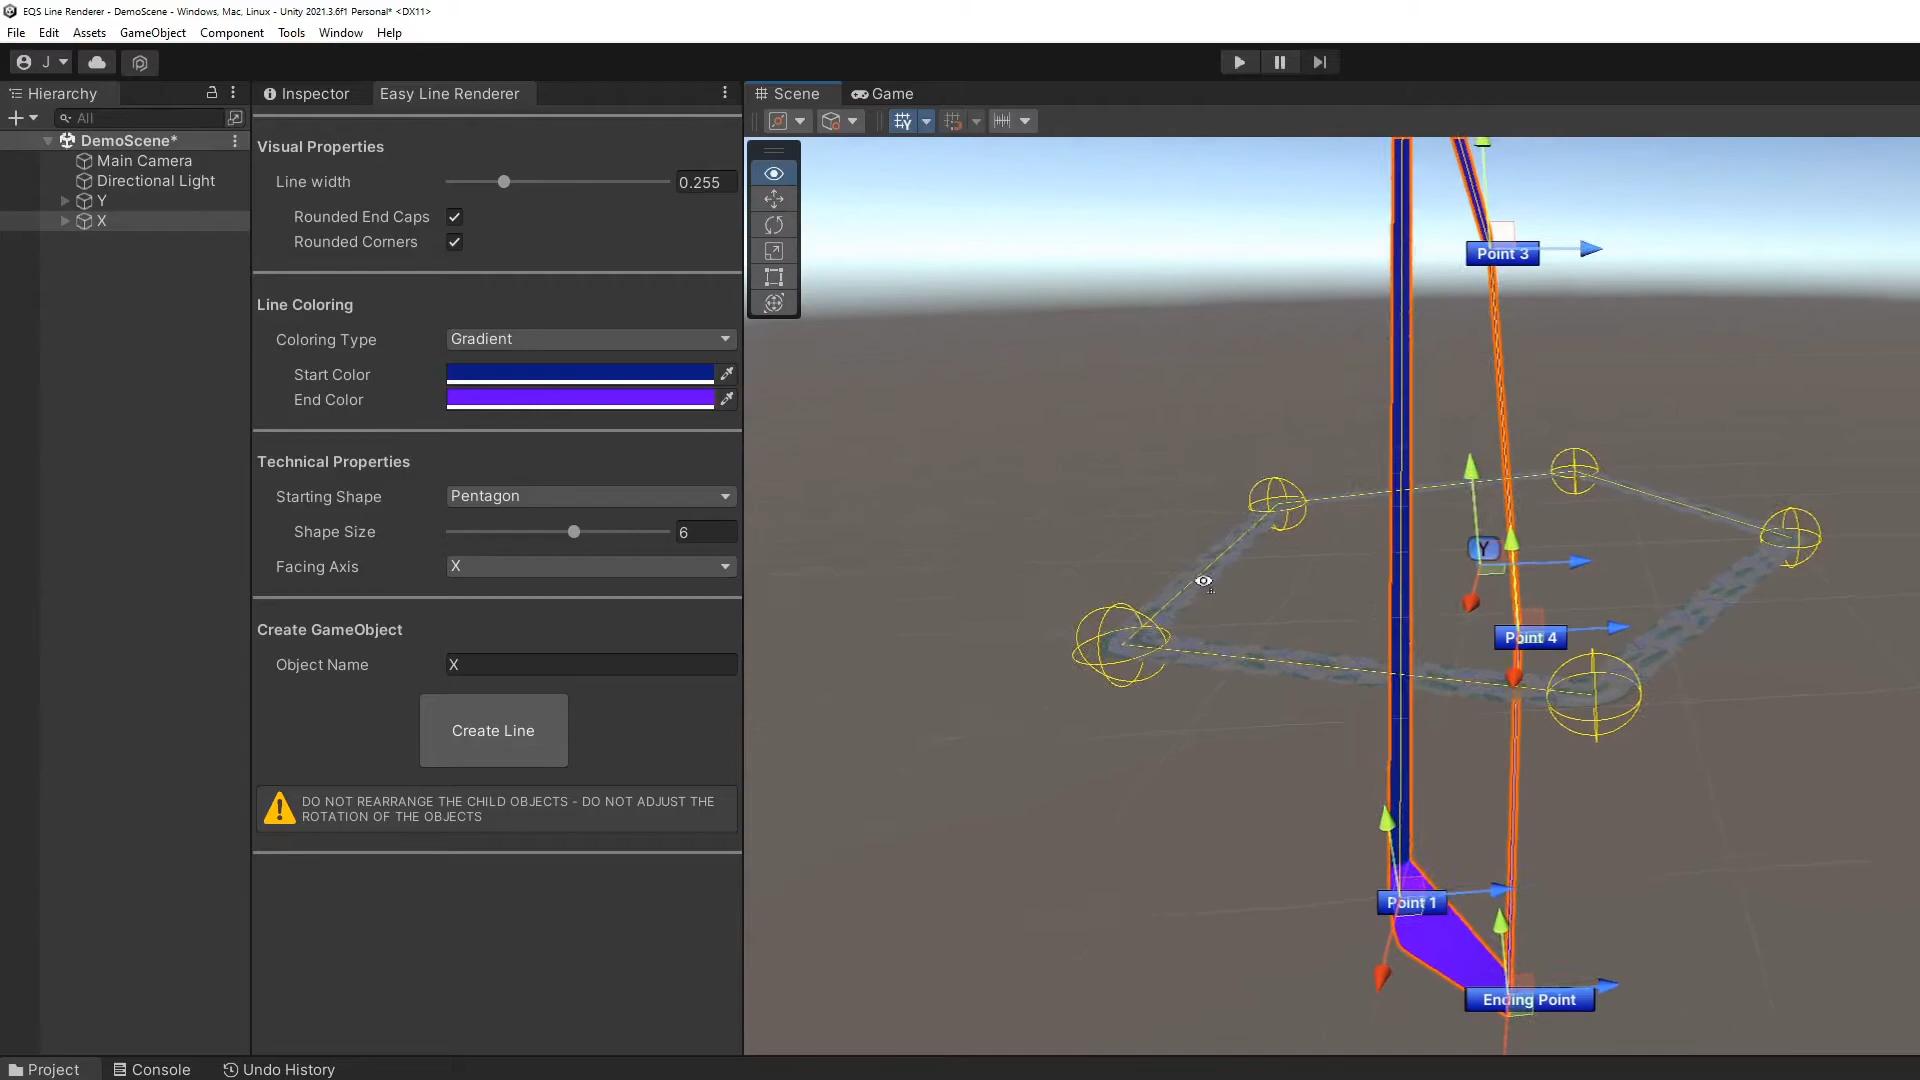 EQS Line Renderer - DemoScene - Windows, Mac, Linux - Unity 2021.3.6f1 Personal* <DX11>
File Edit Assets GameObject Component Tools Window Help
J
Hierarchy
All
DemoScene*
Main Camera
Directional Light
Y
X
Inspector Easy Line Renderer
Visual Properties
Line width 0.255
Rounded End Caps
Rounded Corners
Line Coloring
Coloring Type Gradient
Start Color
End Color
Technical Properties
Starting Shape Pentagon
Shape Size 6
Facing Axis X
Create GameObject
Object Name X
Create Line
DO NOT REARRANGE THE CHILD OBJECTS - DO NOT ADJUST THE
ROTATION OF THE OBJECTS
Scene Game
Point 3
Y
Point 4
Point 1
Ending Point
Project Console Undo History